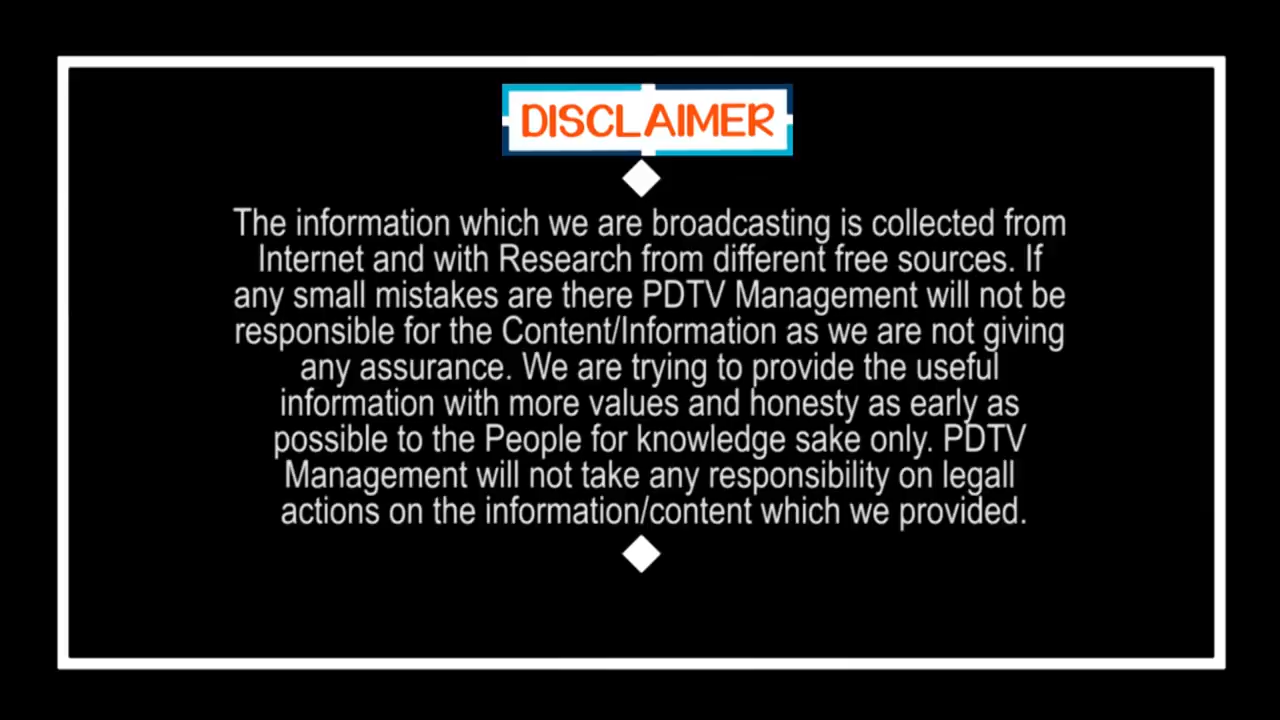 DISCLAIMER
The information which we are broadcasting is collected from
Internet and with Research from different free sources. If
any small mistakes are there PDTV Management will not be
responsible for the Content/Information as we are not giving
any assurance. We are trying to provide the useful
information with more values and honesty as early as
possible to the People for knowledge sake only. PDTV
Management will not take any responsibility on legall
actions on the information/content which we provided.